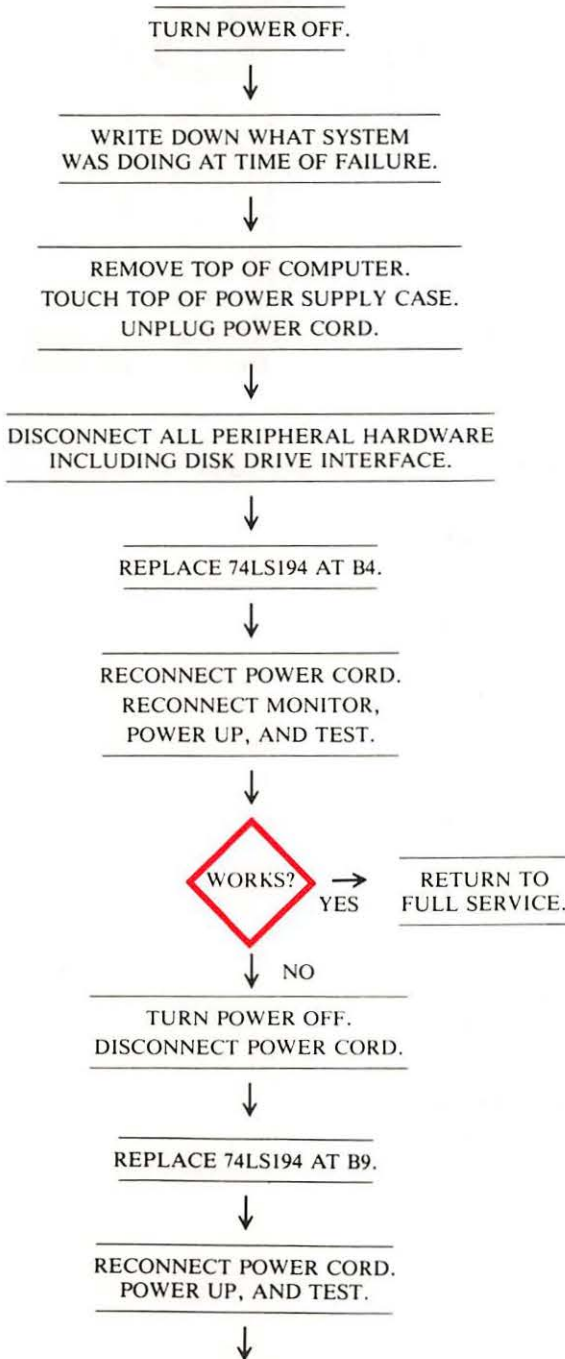 TURN POWER OFF.
WRITE DOWN WHAT SYSTEM
WAS DOING AT TIME OF FAILURE.
REMOVE TOP OF COMPUTER.
TOUCH TOP OF POWER SUPPLY CASE.
UNPLUG POWER CORD.
DISCONNECT ALL PERIPHERAL HARDWARE
INCLUDING DISK DRIVE INTERFACE.
REPLACE 74LS194 AT B4.
RECONNECT POWER CORD.
RECONNECT MONITOR,
POWER UP, AND TEST.
WORKS?
YES
RETURN TO
FULL SERVICE.
NO
TURN POWER OFF.
DISCONNECT POWER CORD.
REPLACE 74LS194 AT B9.
RECONNECT POWER CORD.
POWER UP, AND TEST.